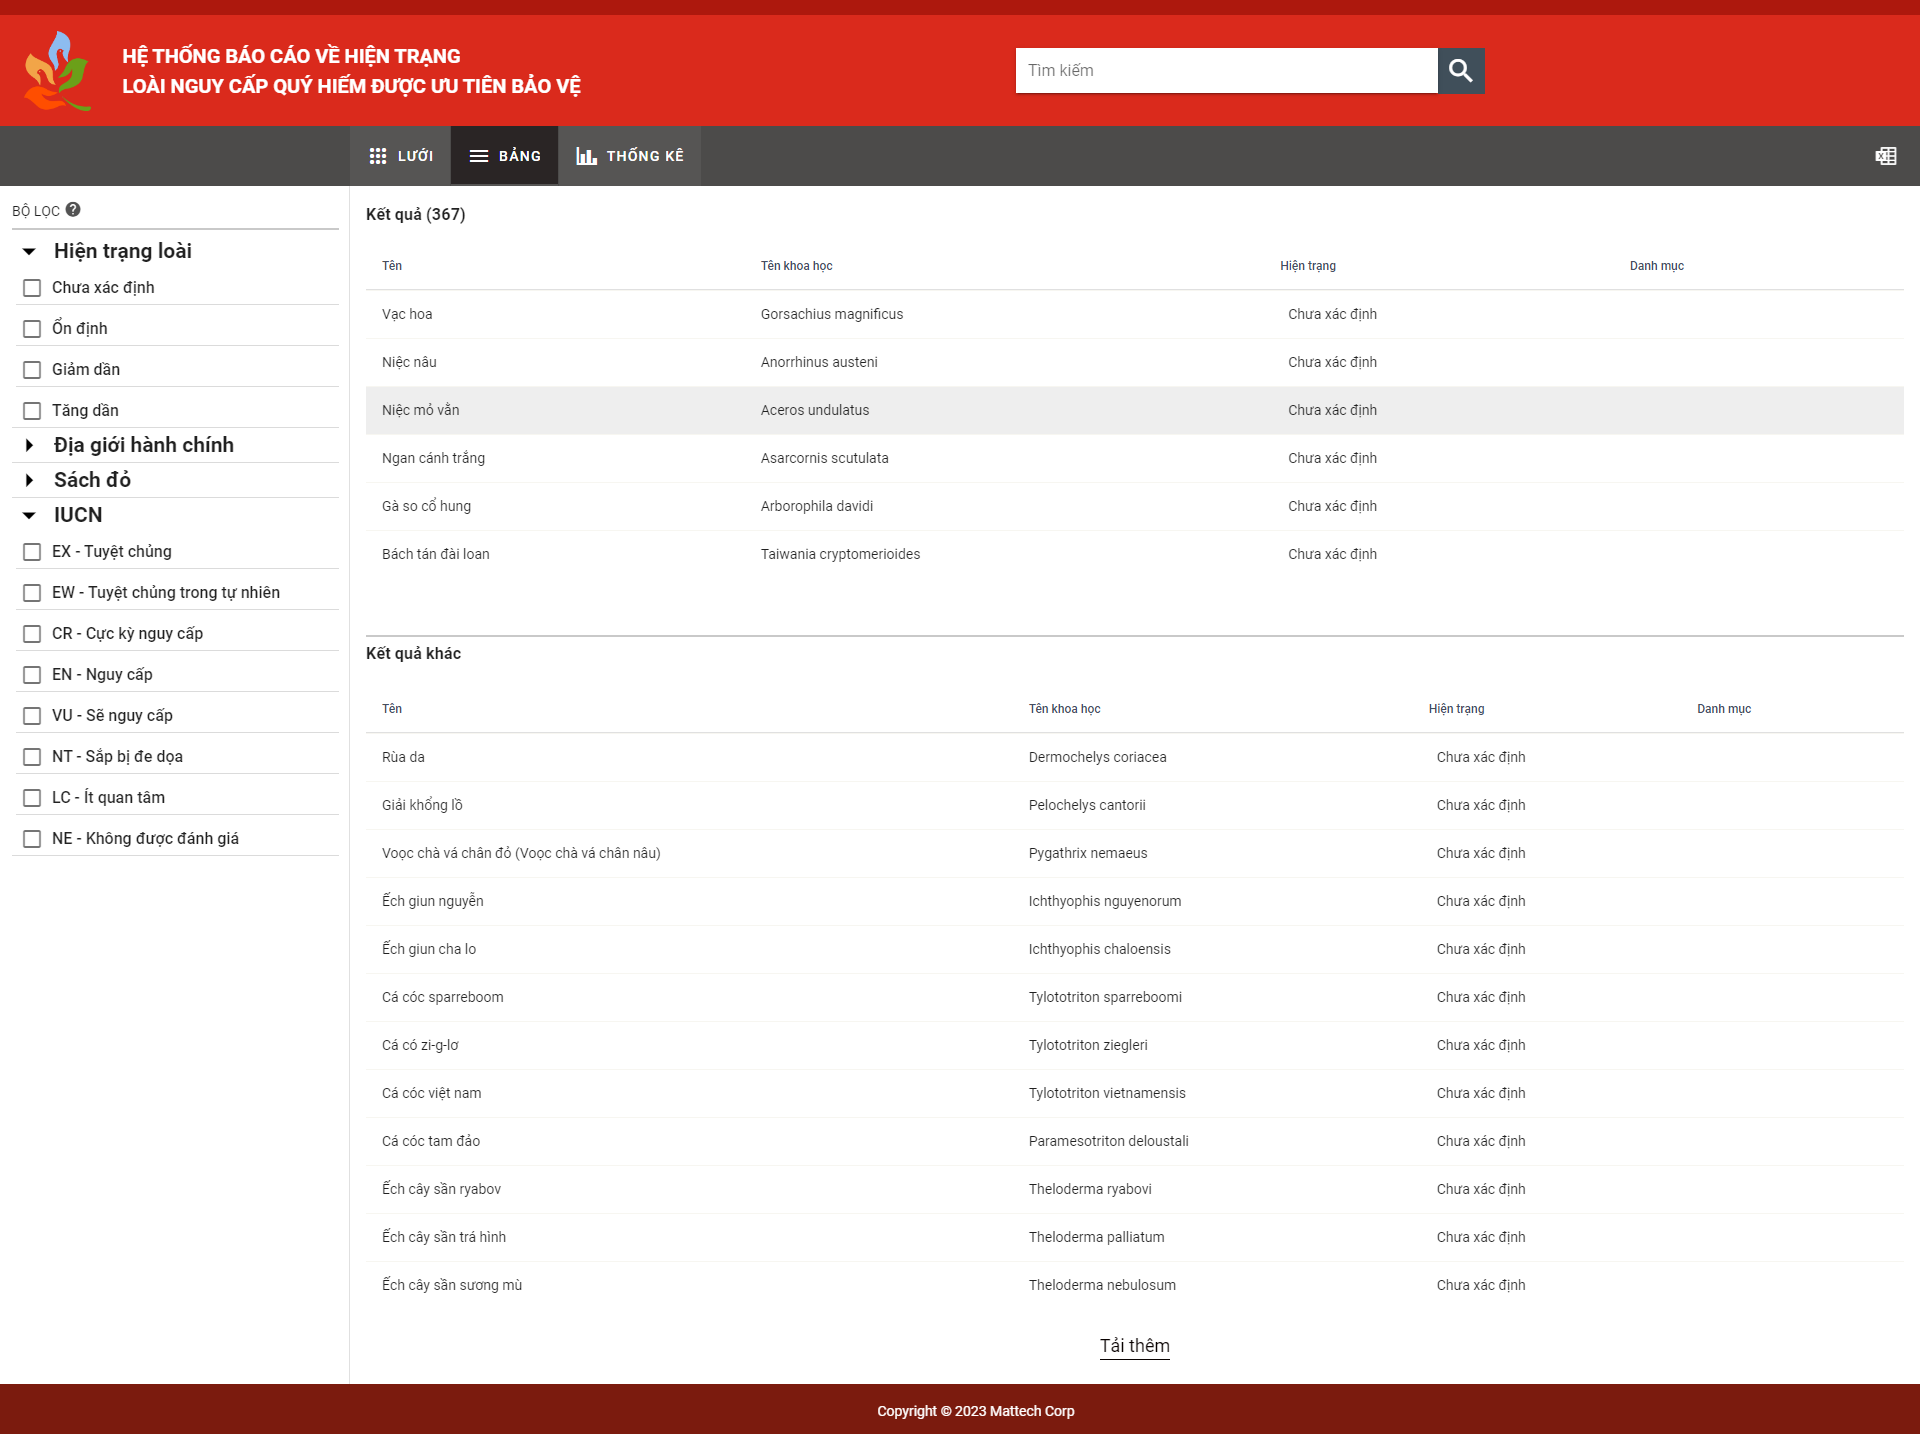 HỆ THỐNG BÁO CÁO VỀ HIỆN TRẠNG
LOÀI NGUY CẤP QUÝ HIẾM ĐƯỢC ƯU TIÊN BẢO VỆ
Tìm kiếm
LƯỚI
BẢNG
THỐNG KÊ
BỘ LỌC
Hiện trạng loài
Chưa xác định
Ổn định
Giảm dần
Tăng dần
Địa giới hành chính
Sách đỏ
IUCN
EX - Tuyệt chủng
EW - Tuyệt chủng trong tự nhiên
CR - Cực kỳ nguy cấp
EN - Nguy cấp
VU - Sẽ nguy cấp
NT - Sắp bị đe dọa
LC - Ít quan tâm
NE - Không được đánh giá
Kết quả (367)
Tên Tên khoa học Hiện trạng Danh mục
Vạc hoa Gorsachius magnificus Chưa xác định
Niệc nâu Anorrhinus austeni Chưa xác định
Niệc mỏ vằn Aceros undulatus Chưa xác định
Ngan cánh trắng Asarcornis scutulata Chưa xác định
Gà so cổ hung Arborophila davidi Chưa xác định
Bách tán đài loan Taiwania cryptomerioides Chưa xác định
Kết quả khác
Tên Tên khoa học Hiện trạng Danh mục
Rùa da Dermochelys coriacea Chưa xác định
Giải khổng lồ Pelochelys cantorii Chưa xác định
Voọc chà vá chân đỏ (Voọc chà vá chân nâu) Pygathrix nemaeus Chưa xác định
Ếch giun nguyễn Ichthyophis nguyenorum Chưa xác định
Ếch giun cha lo Ichthyophis chaloensis Chưa xác định
Cá cóc sparreboom Tylototriton sparreboomi Chưa xác định
Cá có zi-g-lơ Tylototriton ziegleri Chưa xác định
Cá cóc việt nam Tylototriton vietnamensis Chưa xác định
Cá cóc tam đảo Paramesotriton deloustali Chưa xác định
Ếch cây sần ryabov Theloderma ryabovi Chưa xác định
Ếch cây sần trá hình Theloderma palliatum Chưa xác định
Ếch cây sần sương mù Theloderma nebulosum Chưa xác định
Tải thêm
Copyright © 2023 Mattech Corp